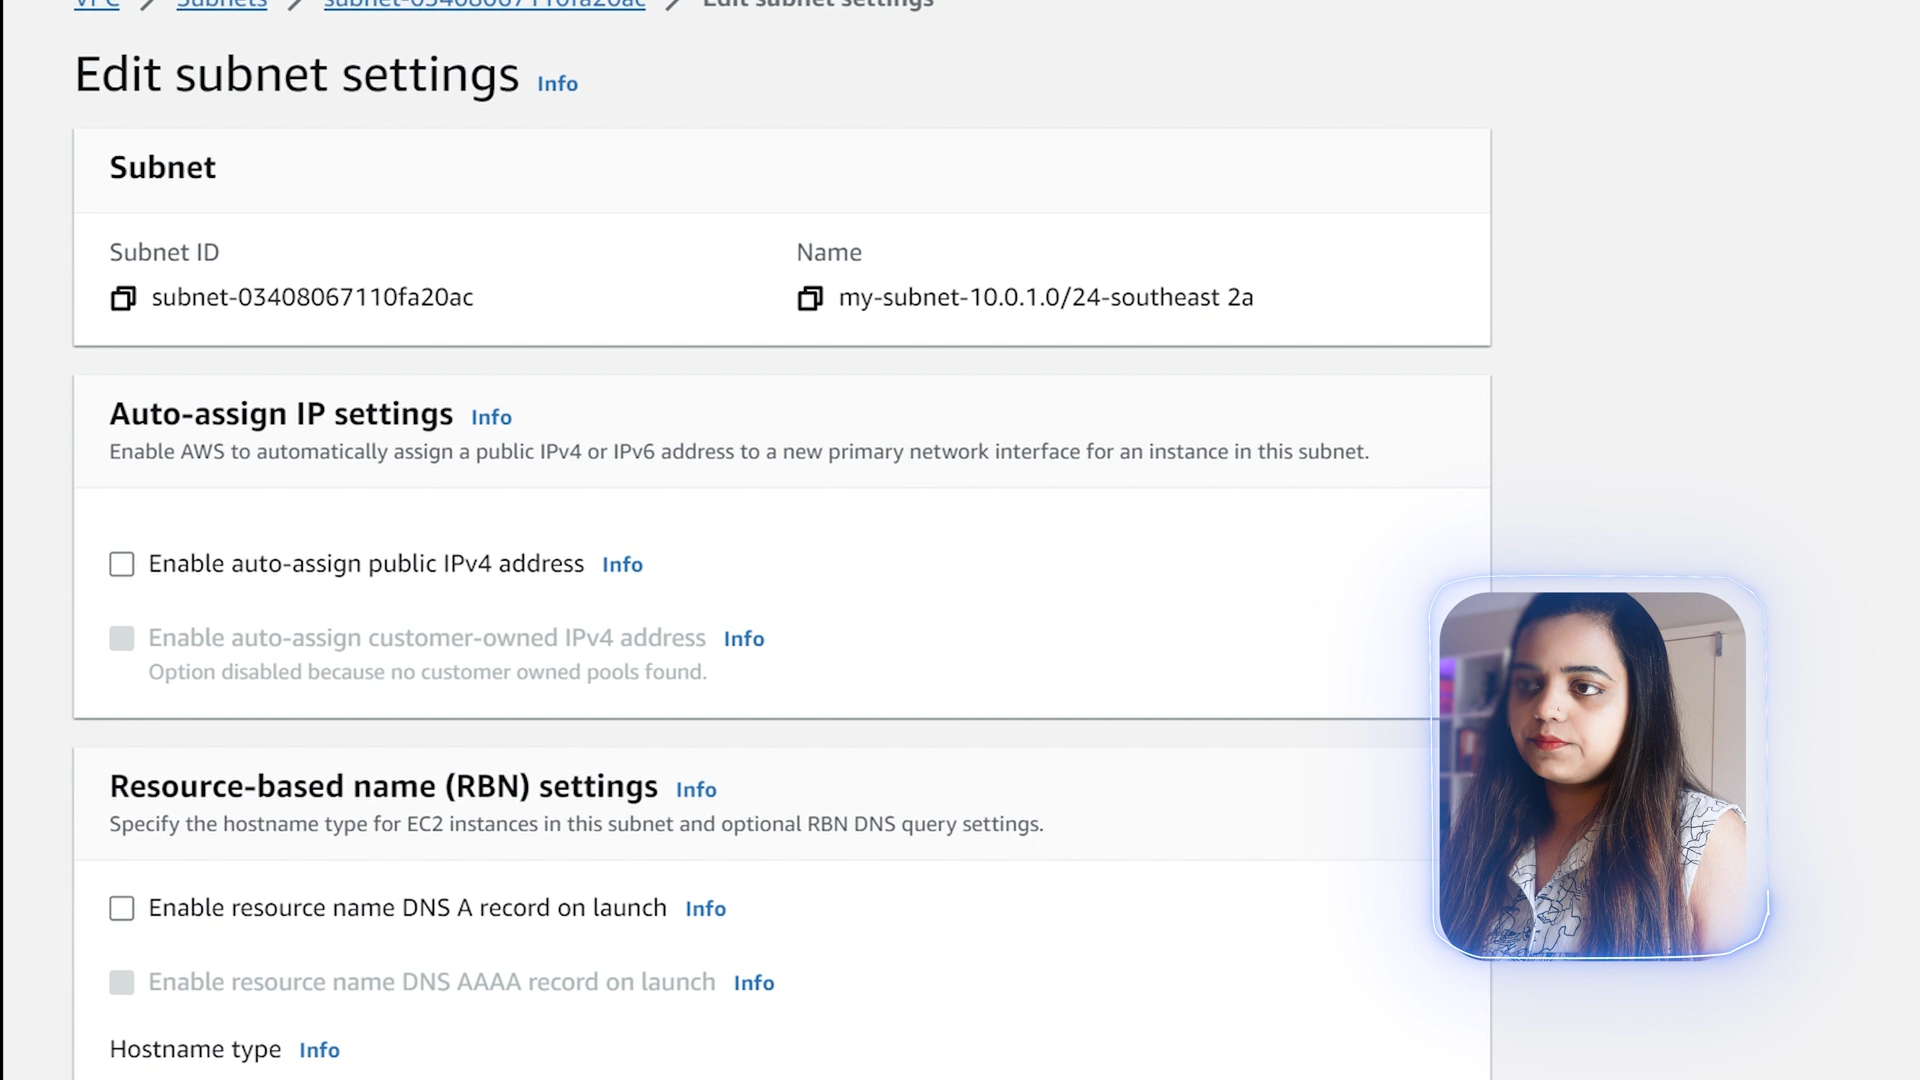 VPC Subnets subnet-03408067110fa20ac Edit subnet settings
Edit subnet settings Info
Subnet
Subnet ID
Name
subnet-03408067110fa20ac
my-subnet-10.0.1.0/24-southeast 2a
Auto-assign IP settings Info
Enable AWS to automatically assign a public IPv4 or IPv6 address to a new primary network interface for an instance in this subnet.
Enable auto-assign public IPv4 address Info
Enable auto-assign customer-owned IPv4 address Info
Option disabled because no customer owned pools found.
Resource-based name (RBN) settings Info
Specify the hostname type for EC2 instances in this subnet and optional RBN DNS query settings.
Enable resource name DNS A record on launch Info
Enable resource name DNS AAAA record on launch Info
Hostname type Info